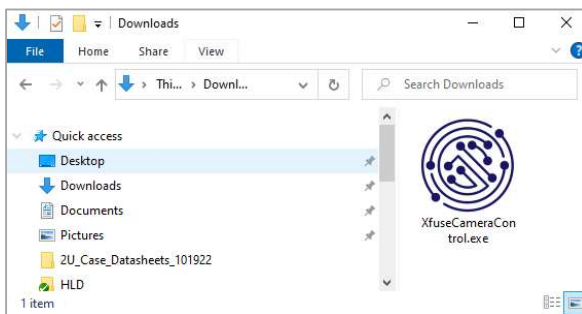 Downloads
File Home Share View
Thi... Downl... Search Downloads
Quick access
Desktop
Downloads
Documents
Pictures
2U_Case_Datasheets_101922
HLD
XfuseCameraCon
trol.exe
1 item